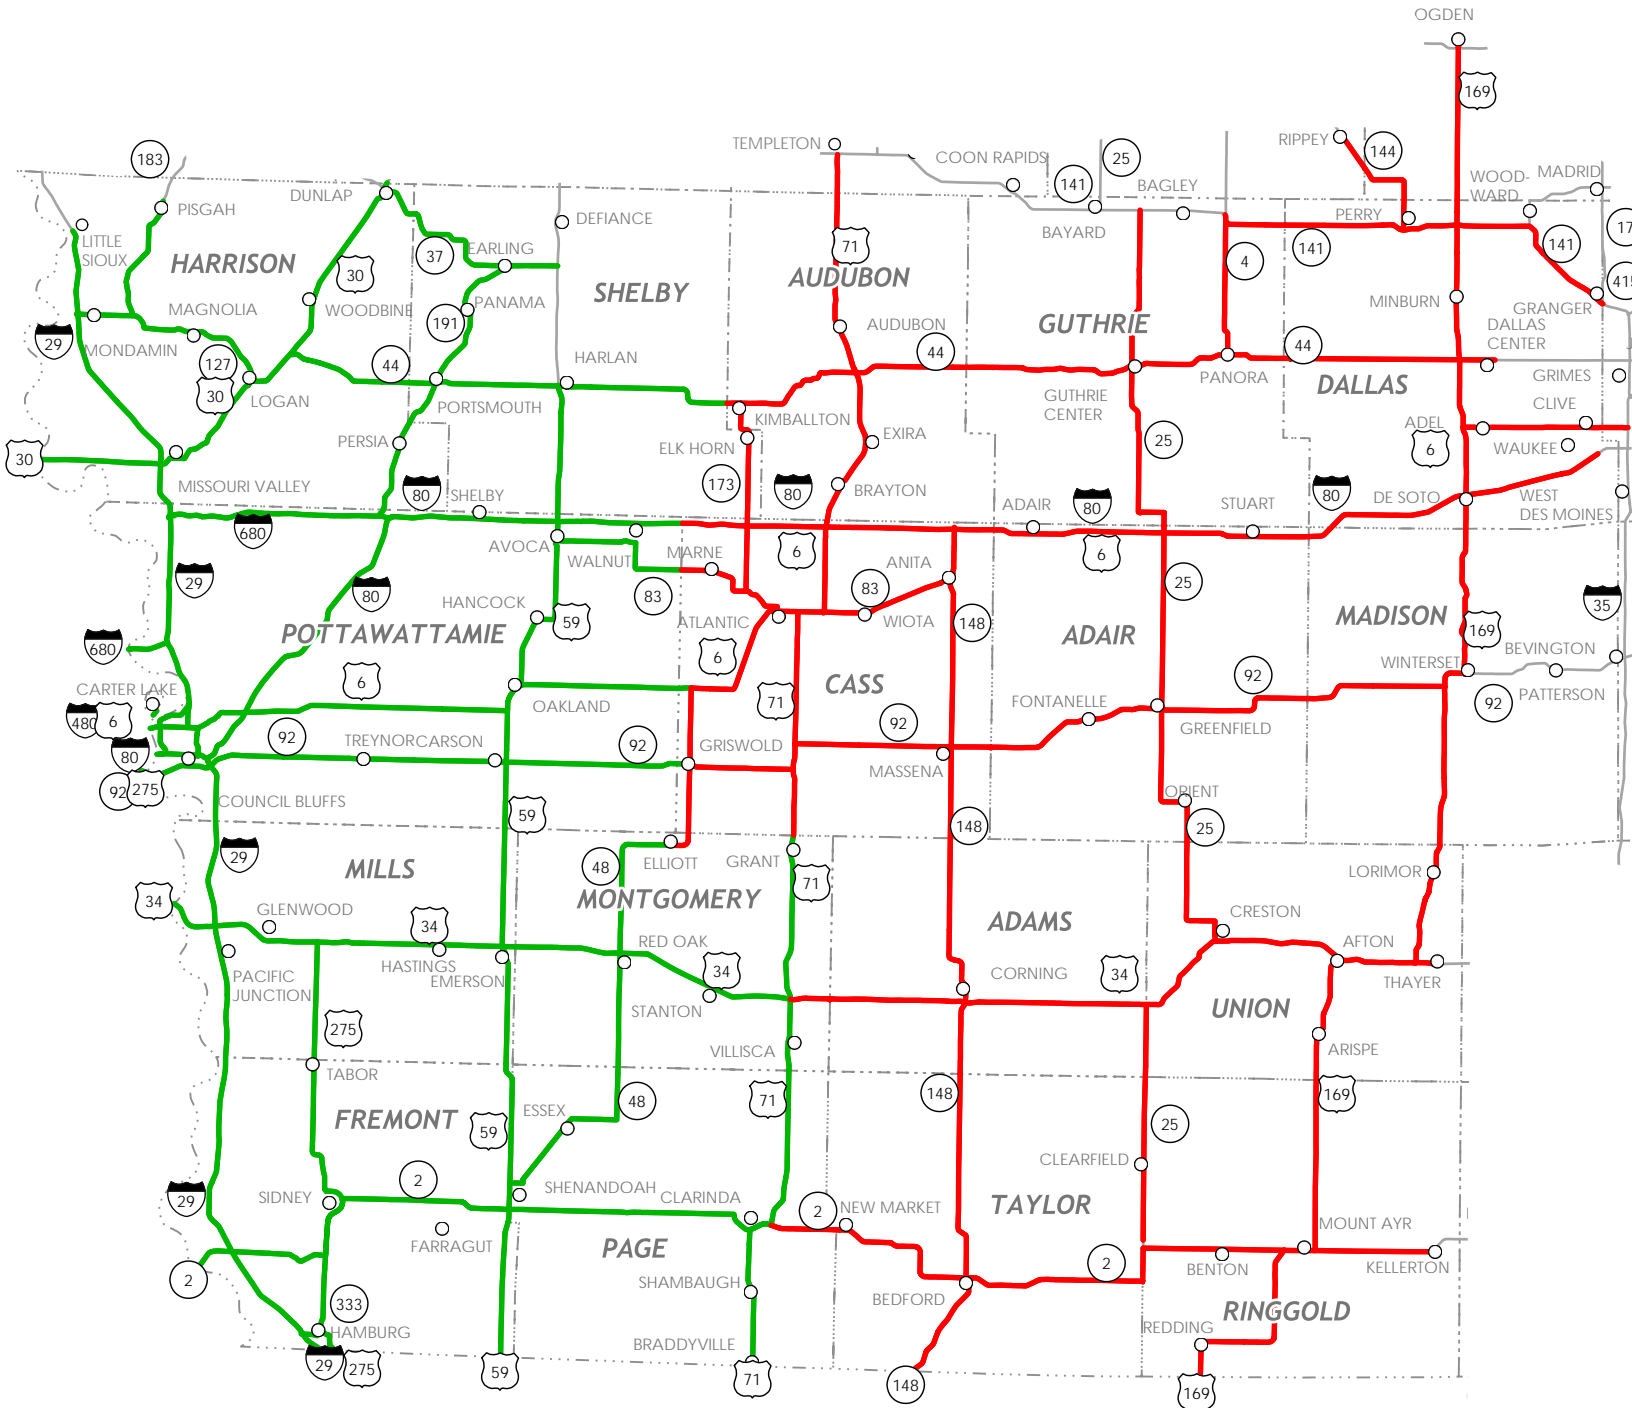 OGDEN
169
183
TEMPLETON
COON RAPIDS
25
RIPPEY
144
141
BAGLEY
WOOD-
WARD
MADRID
DUNLAP
PISGAH
DEFIANCE
BAYARD
PERRY
LITTLE
SIOUX
HARRISON
37
EARLING
71
141
141
17
30
SHELBY
AUDUBON
4
415
MAGNOLIA
WOODBINE
PANAMA
191
AUDUBON
GUTHRIE
MINBURN
GRANGER
29
MONDAMIN
127
44
HARLAN
44
44
DALLAS
CENTER
30
LOGAN
PORTSMOUTH
KIMBALLTON
GUTHRIE
CENTER
PANORA
DALLAS
GRIMES
CLIVE
30
PERSIA
ELK HORN
EXIRA
25
ADEL
6
WAUKEE
MISSOURI VALLEY
80
SHELBY
173
80
BRAYTON
ADAIR
80
STUART
80
DE SOTO
WEST
DES MOINES
680
AVOCA
WALNUT
MARNE
6
ANITA
6
29
80
HANCOCK
59
83
83
25
35
680
POTTAWATTAMIE
ATLANTIC
WIOTA
148
ADAIR
MADISON
169
BEVINGTON
6
6
CASS
WINTERSET
CARTER LAKE
480
6
OAKLAND
71
FONTANELLE
92
92
PATTERSON
80
92
TREYNOR
CARSON
92
GRISWOLD
92
MASSENA
GREENFIELD
92
275
COUNCIL BLUFFS
59
ORIENT
148
25
29
MILLS
48
ELLIOTT
GRANT
71
LORIMOR
34
GLENWOOD
34
MONTGOMERY
ADAMS
CRESTON
HASTINGS
EMERSON
RED OAK
34
CORNING
34
AFTON
PACIFIC
JUNCTION
STANTON
UNION
THAYER
275
VILLISCA
ARISPE
TABOR
FREMONT
59
ESSEX
48
71
148
25
169
29
SIDNEY
2
SHENANDOAH
CLARINDA
2
NEW MARKET
CLEARFIELD
TAYLOR
MOUNT AYR
FARRAGUT
PAGE
2
2
SHAMBAUGH
BEDFORD
BENTON
KELLERTON
333
HAMBURG
BRADDYVILLE
REDDING
RINGGOLD
29
275
59
71
148
169